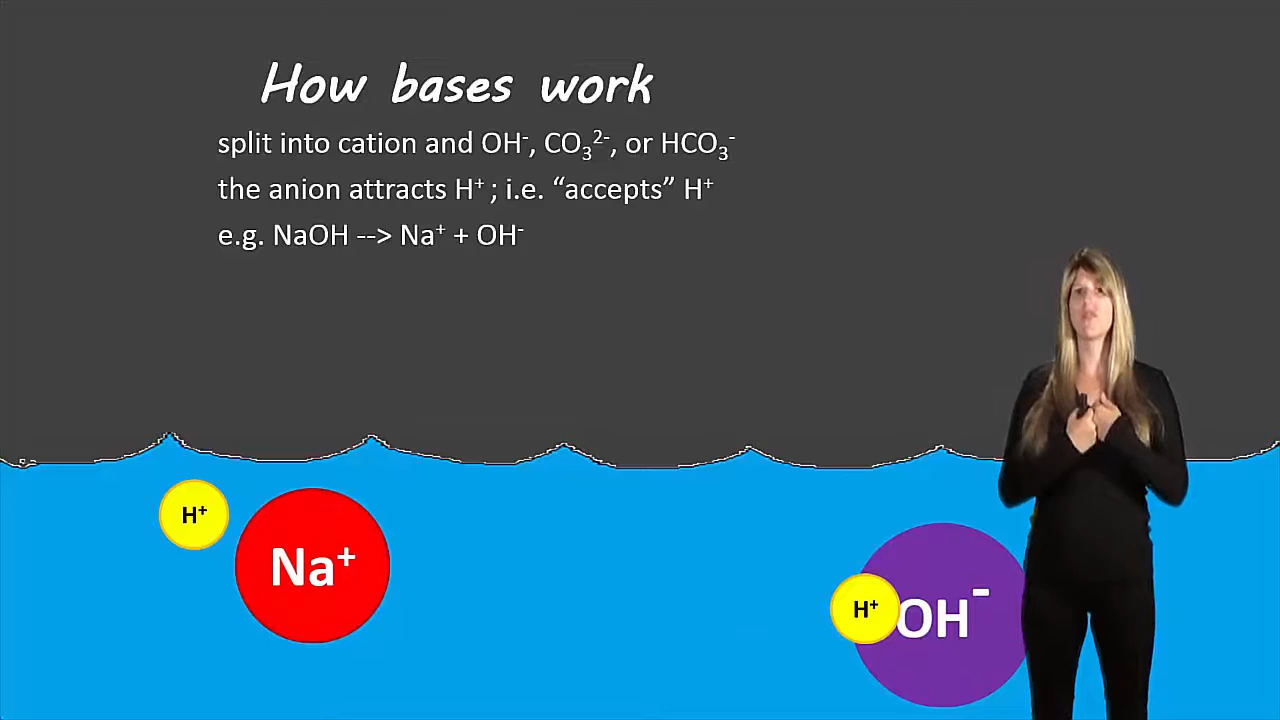 How bases work
split into cation and OH⁻, CO₃²⁻, or HCO₃⁻
the anion attracts H⁺ ; i.e. “accepts” H⁺
e.g. NaOH --> Na⁺ + OH⁻
H⁺
Na⁺
H⁺
OH⁻